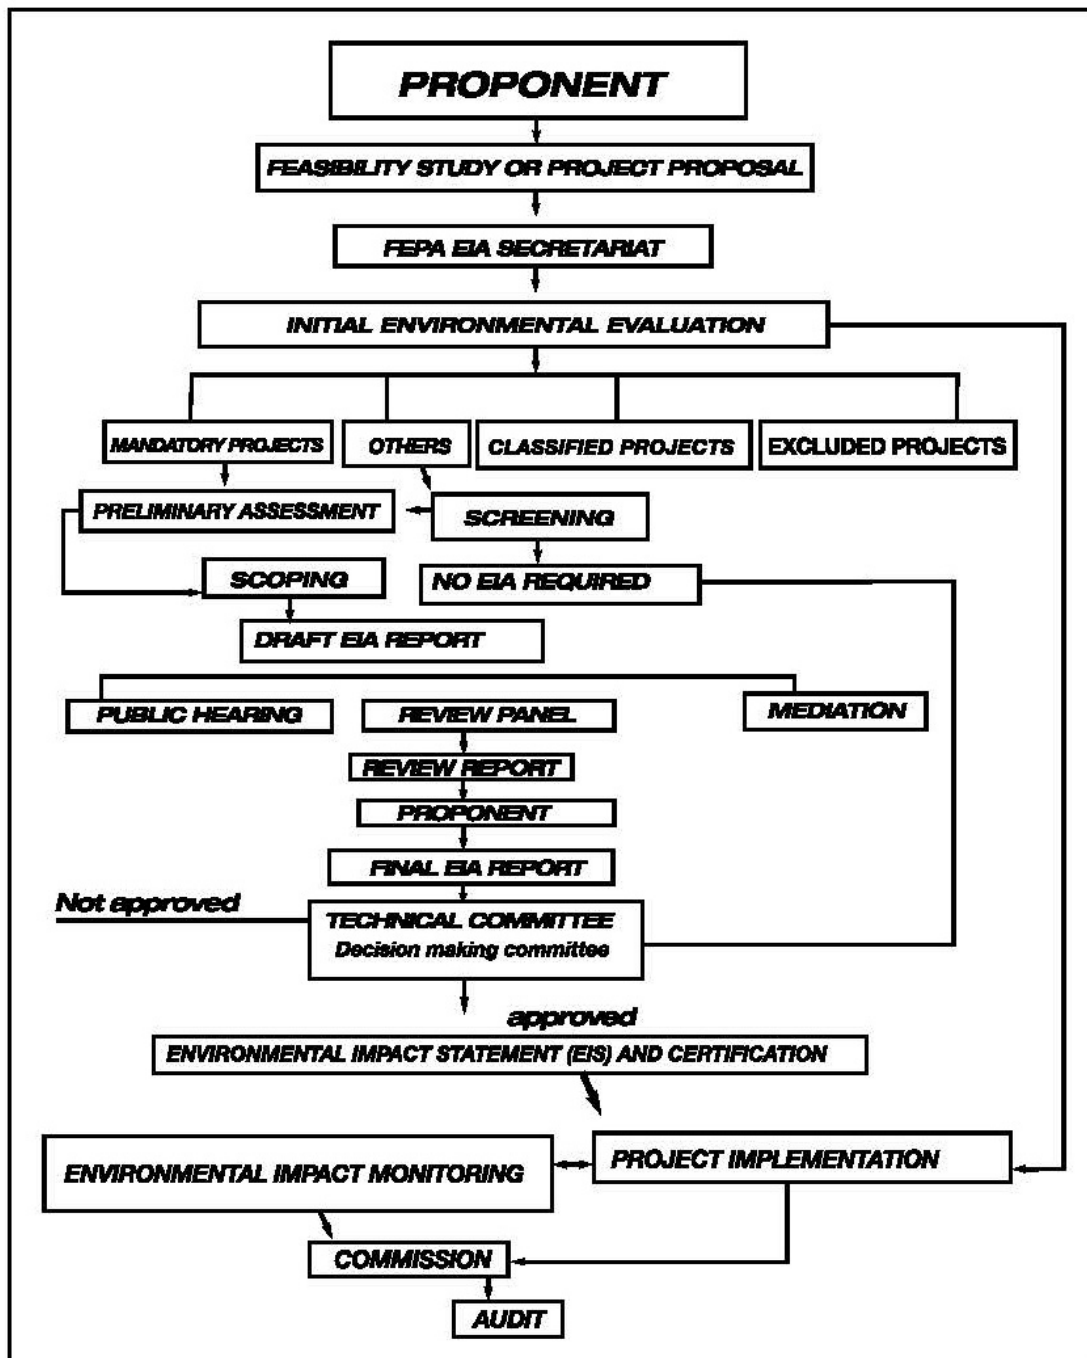 PROPONENT
FEASIBILITY STUDY OR PROJECT PROPOSAL
FEPA EIA SECRETARIAT
INITIAL ENVIRONMENTAL EVALUATION
MANDATORY PROJECTS
OTHERS
CLASSIFIED PROJECTS
EXCLUDED PROJECTS
PRELIMINARY ASSESSMENT
SCREENING
SCOPING
NO EIA REQUIRED
DRAFT EIA REPORT
PUBLIC HEARING
REVIEW PANEL
MEDIATION
REVIEW REPORT
PROPONENT
FINAL EIA REPORT
Not approved
TECHNICAL COMMITTEE
Decision making committee
approved
ENVIRONMENTAL IMPACT STATEMENT (EIS) AND CERTIFICATION
ENVIRONMENTAL IMPACT MONITORING
PROJECT IMPLEMENTATION
COMMISSION
AUDIT